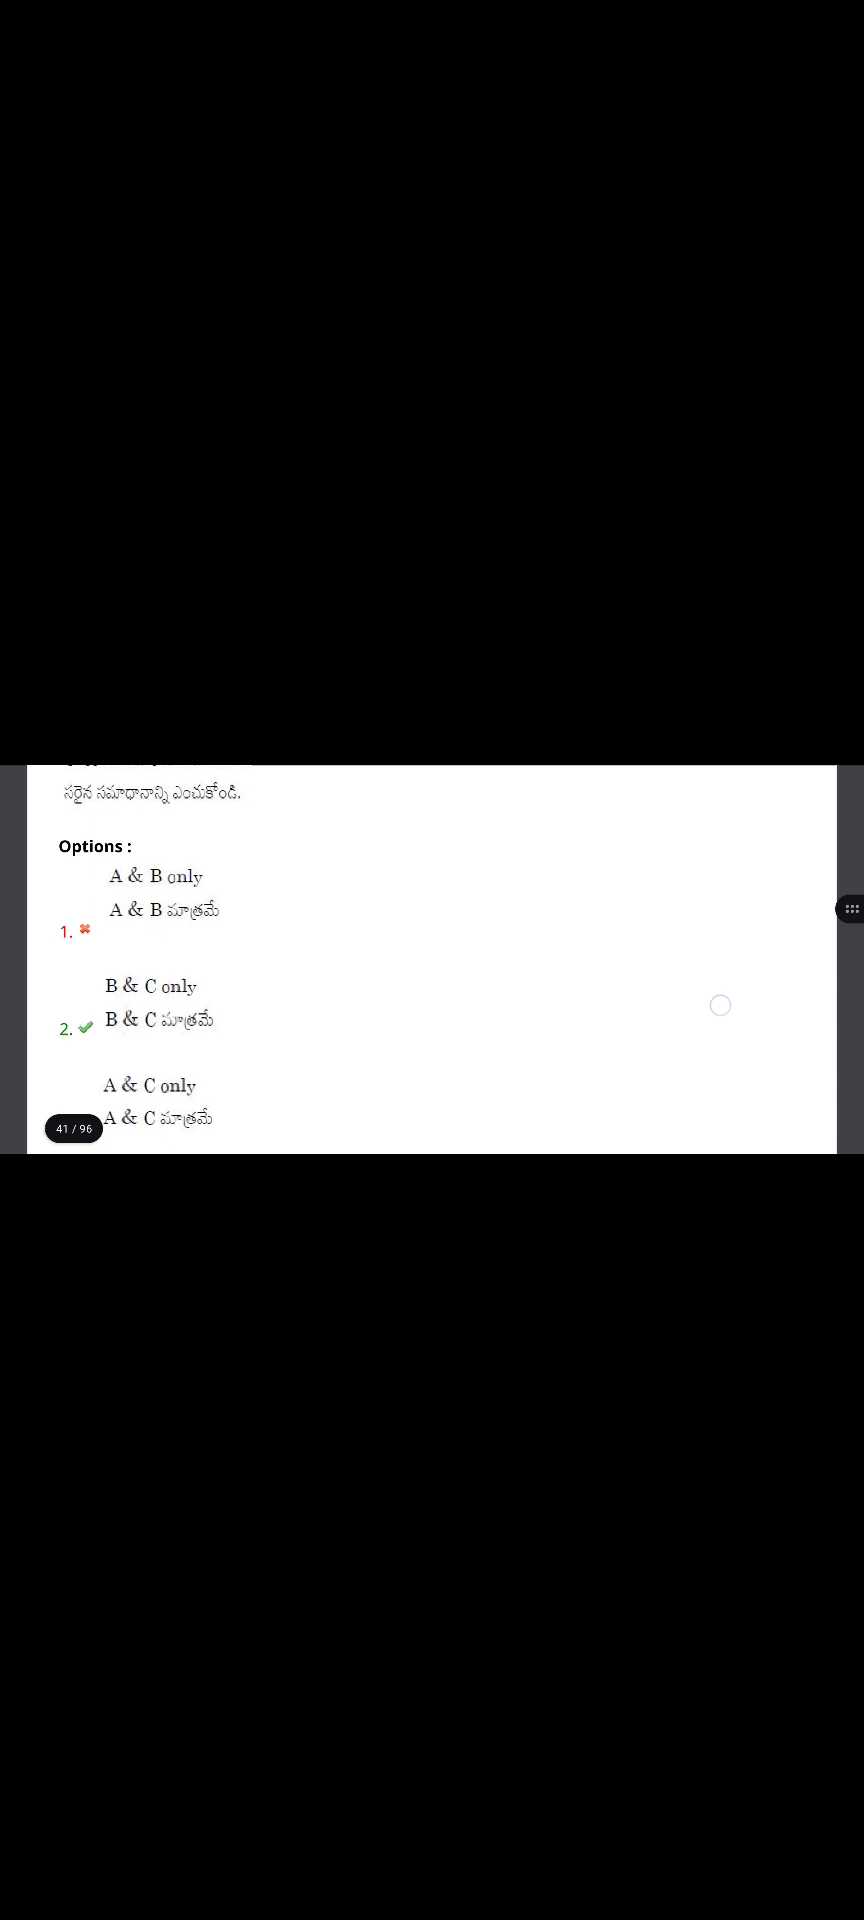 సరైన సమాధానాన్ని ఎంచుకోండి.
Options :
A & B only
A & B మాత్రమే
1.
B & C only
B & C మాత్రమే
2.
A & C only
A & C మాత్రమే
41 / 96